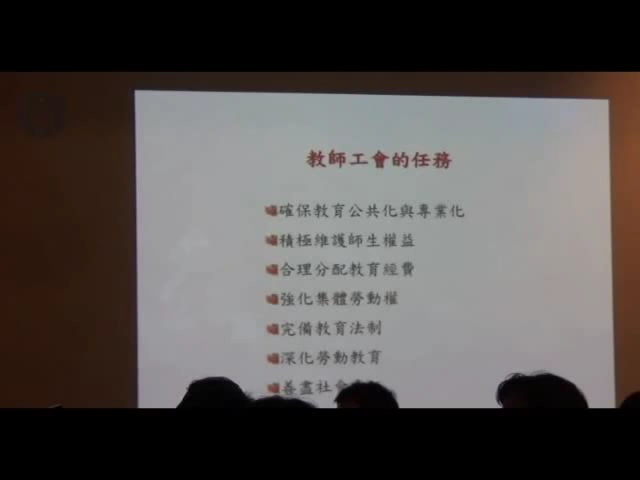 教師工會的任務
確保教育公共化與專業化
積極維護師生權益
合理分配教育經費
強化集體勞動權
完備教育法制
深化勞動教育
善盡社會